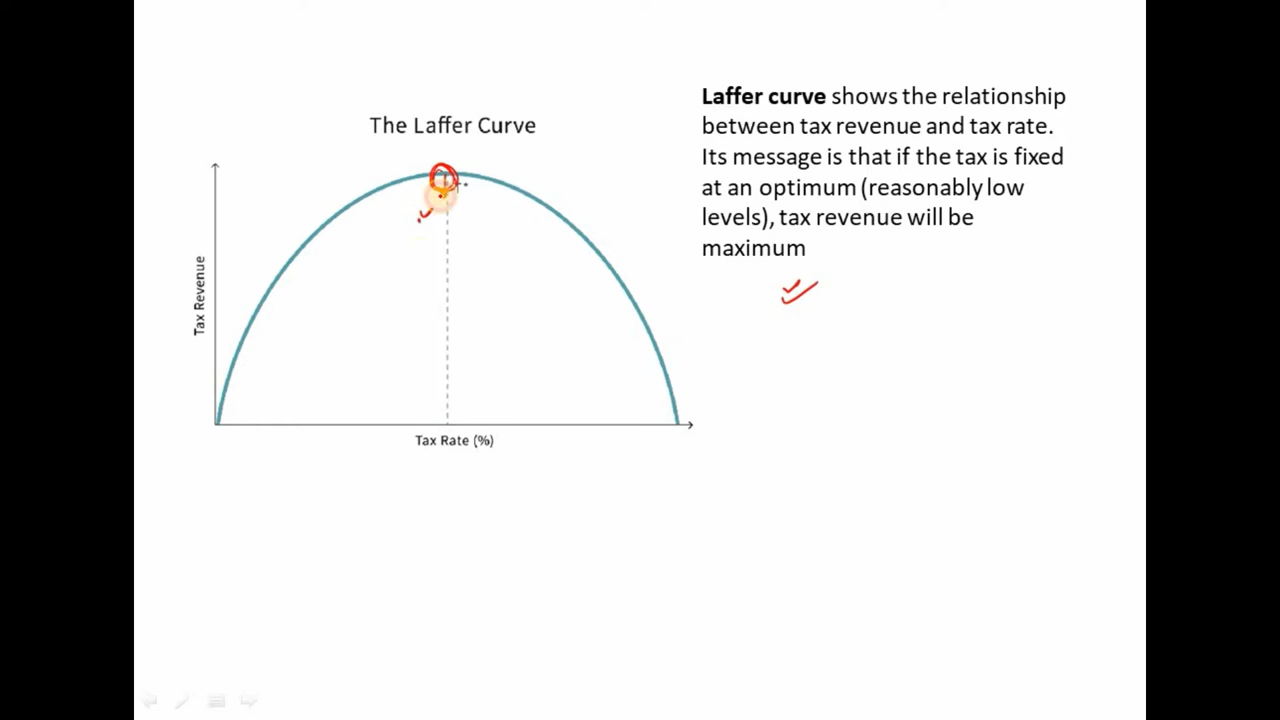 The Laffer Curve
Tax Revenue
Tax Rate (%)
Laffer curve shows the relationship
between tax revenue and tax rate.
Its message is that if the tax is fixed
at an optimum (reasonably low
levels), tax revenue will be
maximum